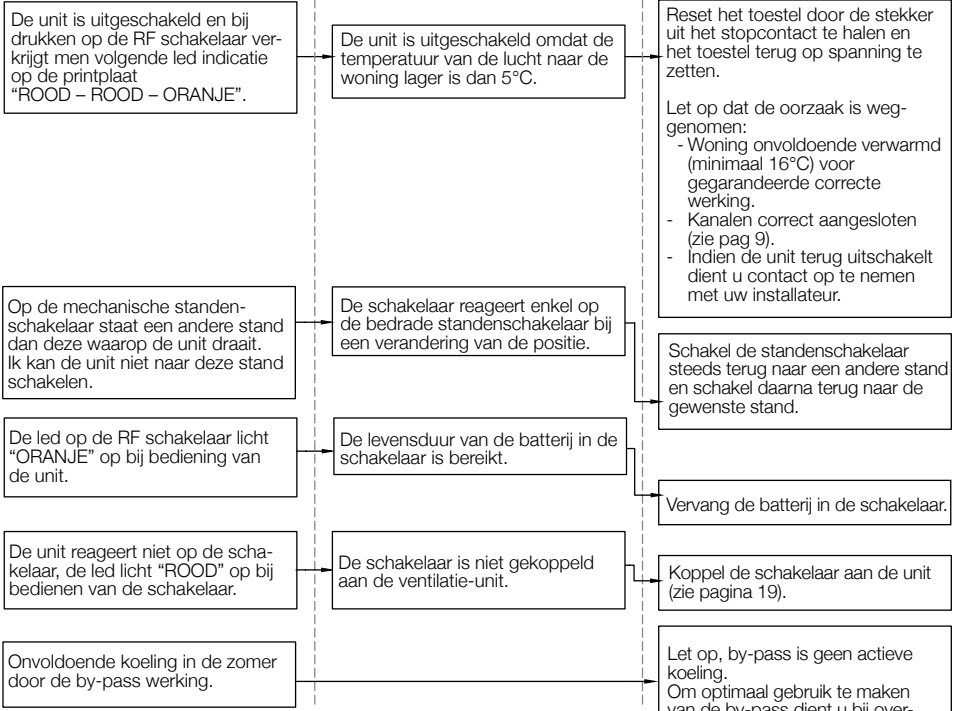 De unit is uitgeschakeld en bij
drukken op de RF schakelaar ver-
krijgt men volgende led indicatie
op de printplaat
“ROOD – ROOD – ORANJE”.
De unit is uitgeschakeld omdat de
temperatuur van de lucht naar de
woning lager is dan 5°C.
Reset het toestel door de stekker
uit het stopcontact te halen en
het toestel terug op spanning te
zetten.
Let op dat de oorzaak is weg-
genomen:
- Woning onvoldoende verwarmd
(minimaal 16°C) voor
gegarandeerde correcte
werking.
- Kanalen correct aangesloten
(zie pag 9).
- Indien de unit terug uitschakelt
dient u contact op te nemen
met uw installateur.
Op de mechanische standen-
schakelaar staat een andere stand
dan deze waarop de unit draait.
Ik kan de unit niet naar deze stand
schakelen.
De schakelaar reageert enkel op
de bedrade standenschakelaar bij
een verandering van de positie.
Schakel de standenschakelaar
steeds terug naar een andere stand
en schakel daarna terug naar de
gewenste stand.
De led op de RF schakelaar licht
“ORANJE” op bij bediening van
de unit.
De levensduur van de batterij in de
schakelaar is bereikt.
Vervang de batterij in de schakelaar.
De unit reageert niet op de scha-
kelaar, de led licht “ROOD” op bij
bedienen van de schakelaar.
De schakelaar is niet gekoppeld
aan de ventilatie-unit.
Koppel de schakelaar aan de unit
(zie pagina 19).
Onvoldoende koeling in de zomer
door de by-pass werking.
Let op, by-pass is geen actieve
koeling.
Om optimaal gebruik te maken
van de by-pass dient u bij over-